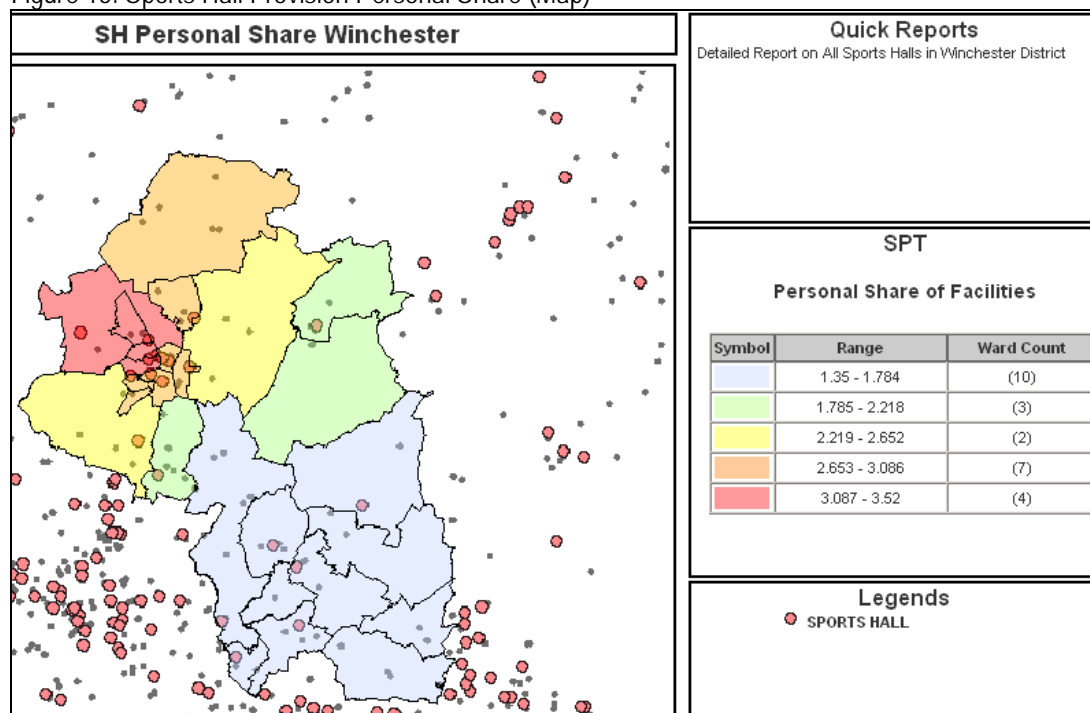 SH Personal Share Winchester
Quick Reports
Detailed Report on All Sports Halls in Winchester District
SPT
Personal Share of Facilities
Symbol Range Ward Count
1.35 - 1.784 (10)
1.785 - 2.218 (3)
2.219 - 2.652 (2)
2.653 - 3.086 (7)
3.087 - 3.52 (4)
Legends
SPORTS HALL